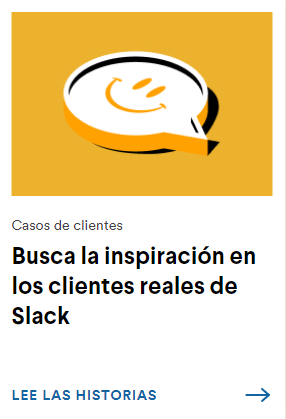 Casos de clientes
Busca la inspiración en
los clientes reales de
Slack
LEE LAS HISTORIAS